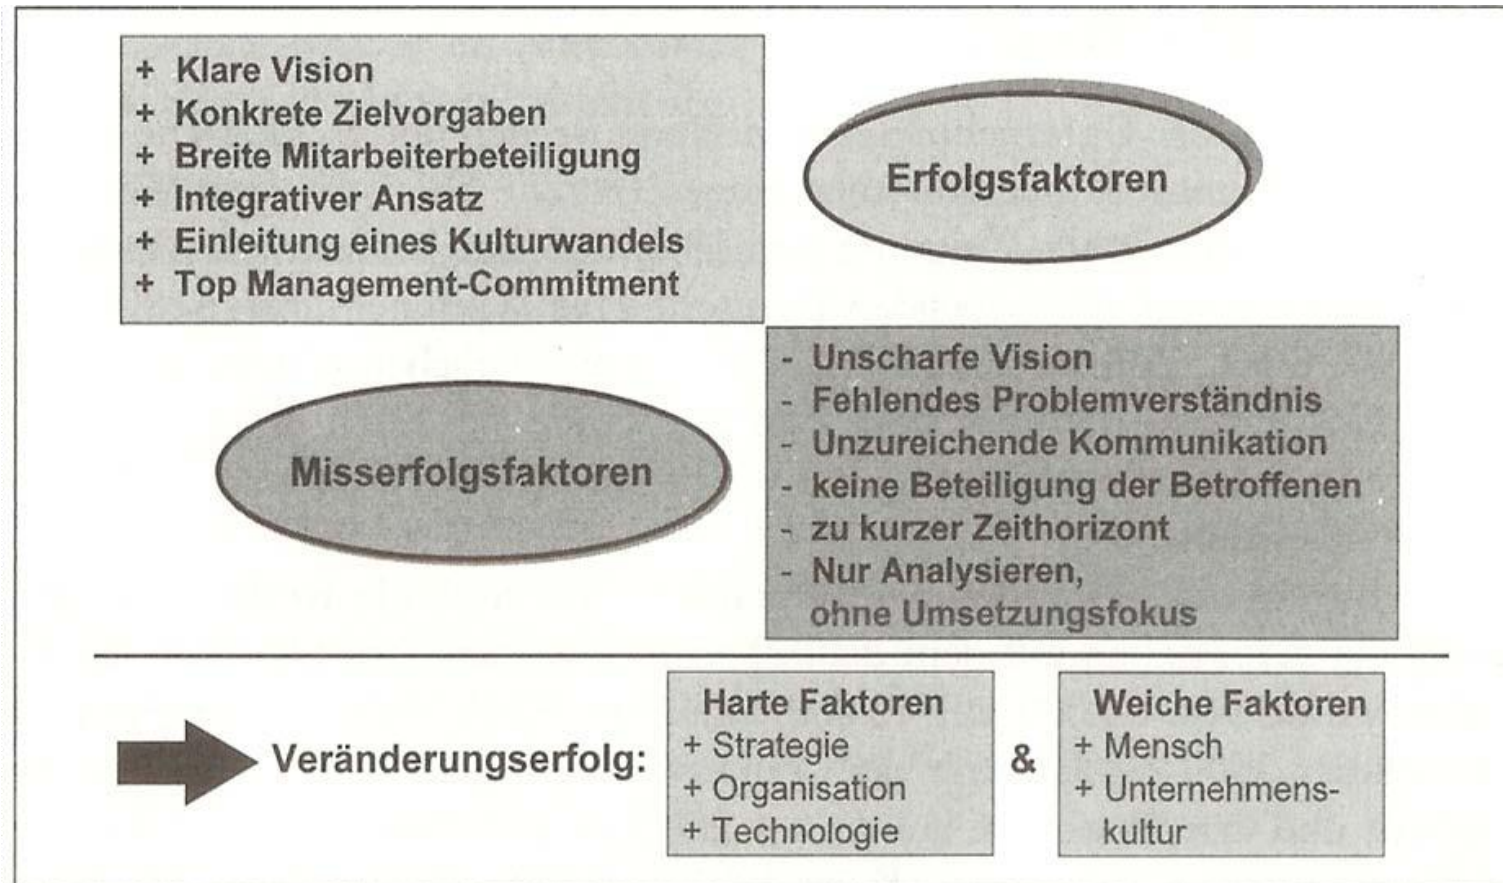 + Klare Vision
+ Konkrete Zielvorgaben
+ Breite Mitarbeiterbeteiligung
+ Integrativer Ansatz
+ Einleitung eines Kulturwandels
+ Top Management-Commitment
Erfolgsfaktoren
Misserfolgsfaktoren
- Unscharfe Vision
- Fehlendes Problemverständnis
- Unzureichende Kommunikation
- keine Beteiligung der Betroffenen
- zu kurzer Zeithorizont
- Nur Analysieren,
ohne Umsetzungsfokus
Veränderungserfolg:
Harte Faktoren
+ Strategie
+ Organisation
+ Technologie
&
Weiche Faktoren
+ Mensch
+ Unternehmens-
kultur